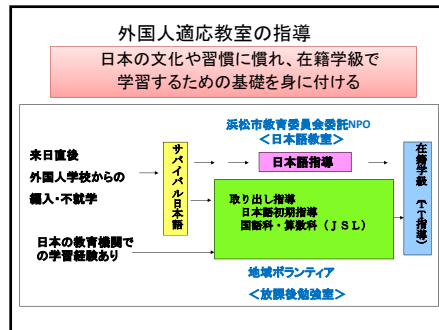 外国人適応教室の指導
日本の文化や習慣に慣れ、在籍学級で
学習するための基礎を身に付ける
浜松市教育委員会委託NPO
＜日本語教室＞
来日直後
外国人学校からの
編入・不就学
サバイバル日本語
日本語指導
在籍学級（ＴＴ指導）
取り出し指導
日本語初期指導
国語科・算数科（ＪＳＬ）
日本の教育機関で
の学習経験あり
地域ボランティア
＜放課後勉強室＞